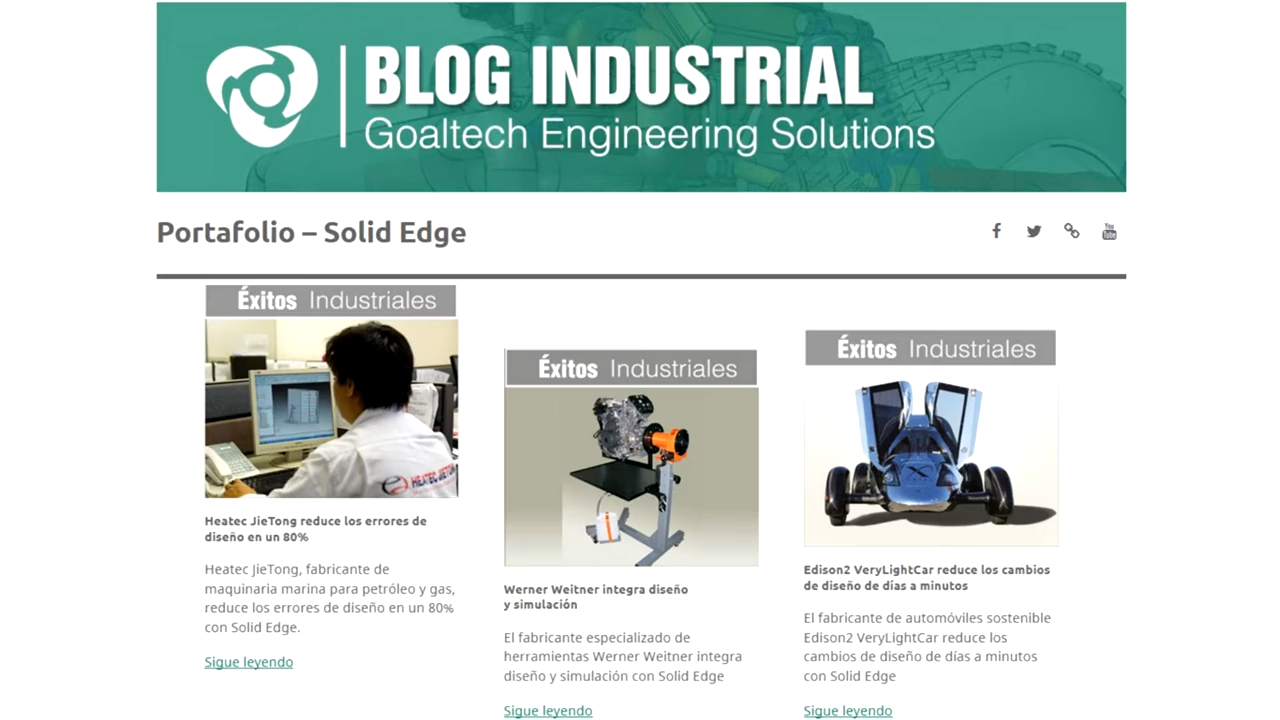 BLOG INDUSTRIAL
Goaltech Engineering Solutions
Portafolio – Solid Edge
You
Tube
Éxitos Industriales
HEATEC JIETONG
Heatec JieTong reduce los errores de
diseño en un 80%
Heatec JieTong, fabricante de
maquinaria marina para petróleo y gas,
reduce los errores de diseño en un 80%
con Solid Edge.
Sigue leyendo
Éxitos Industriales
Werner Weitner integra diseño
y simulación
El fabricante especializado de
herramientas Werner Weitner integra
diseño y simulación con Solid Edge
Sigue leyendo
Éxitos Industriales
Edison2 VeryLightCar reduce los cambios
de diseño de días a minutos
El fabricante de automóviles sostenible
Edison2 VeryLightCar reduce los
cambios de diseño de días a minutos
con Solid Edge
Sigue leyendo